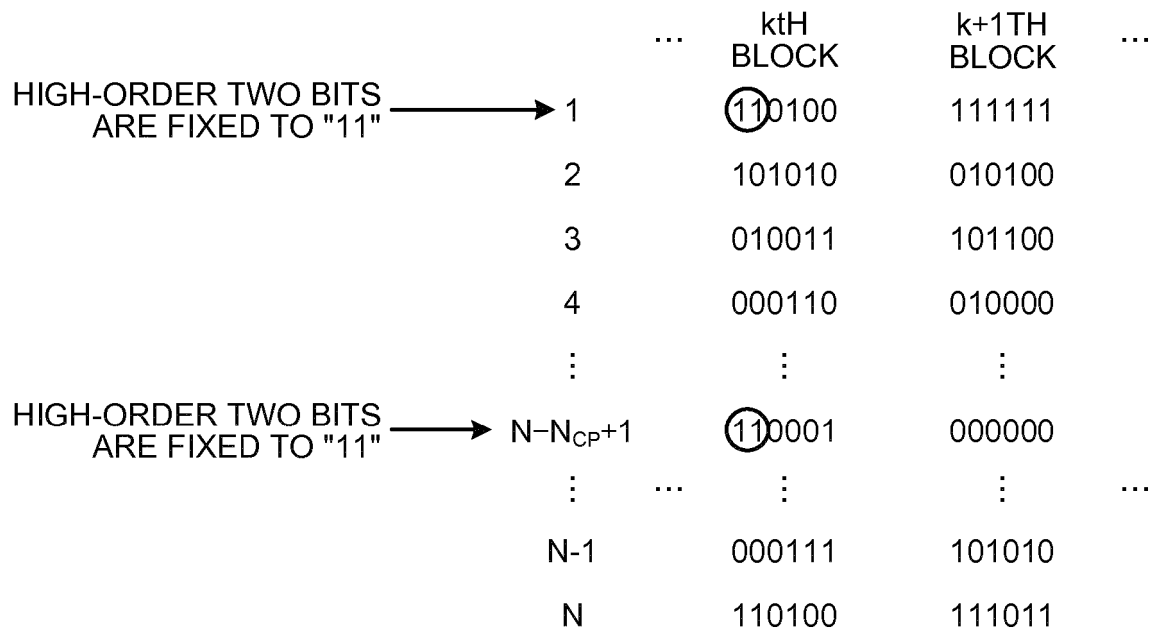 ... ktH k+1TH ...
BLOCK BLOCK
HIGH-ORDER TWO BITS
ARE FIXED TO "11" 1 110100 111111
2 101010 010100
3 010011 101100
4 000110 010000
⋮ ⋮ ⋮
HIGH-ORDER TWO BITS
ARE FIXED TO "11" N−NCP+1 110001 000000
⋮ ... ⋮ ⋮ ...
N-1 000111 101010
N 110100 111011